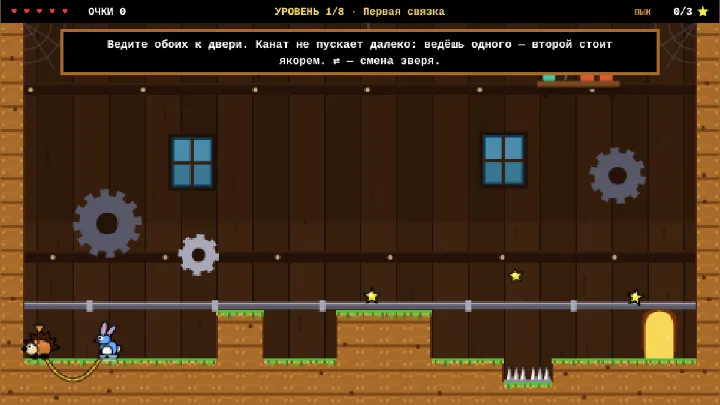 ОЧКИ 0
УРОВЕНЬ 1/8 · Первая связка
ПЫЖ
0/3
Ведите обоих к двери. Канат не пускает далеко: ведёшь одного — второй стоит
якорем. ⇄ — смена зверя.